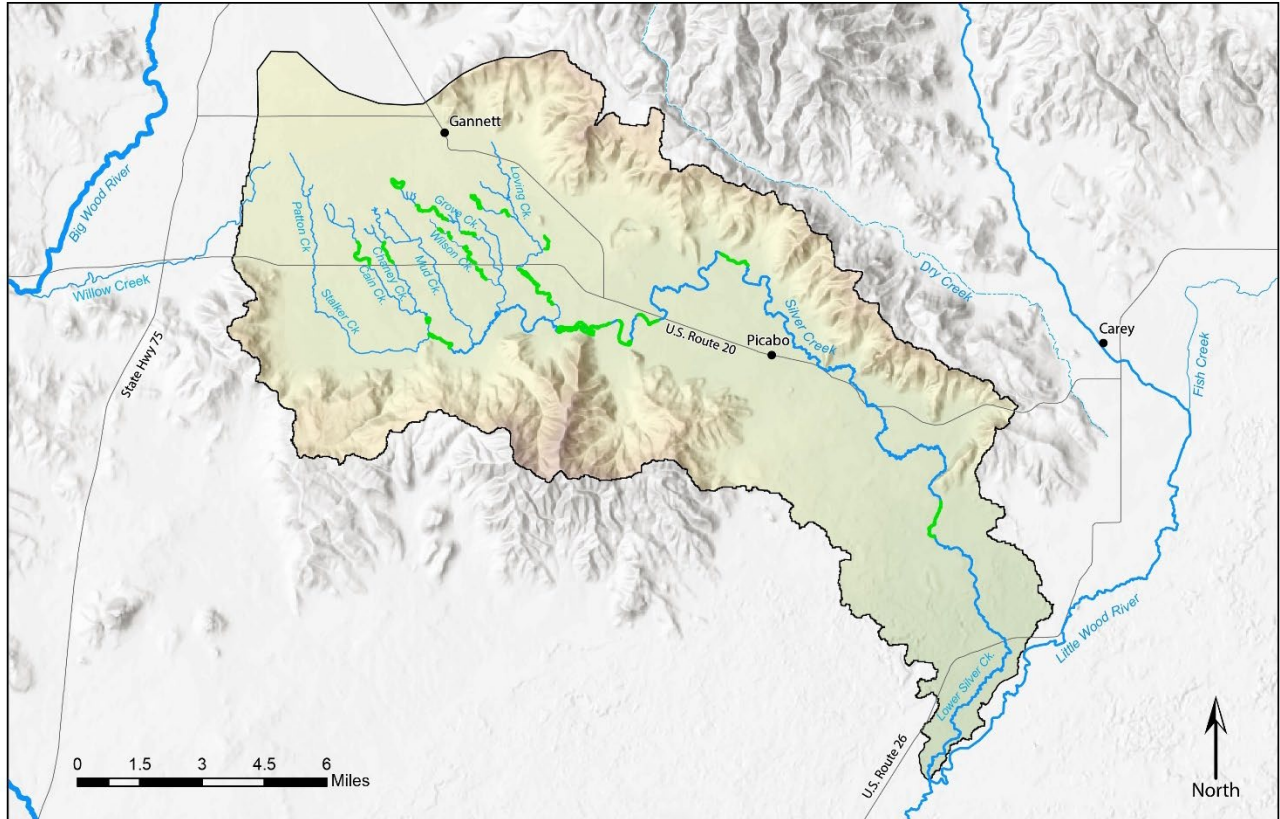 Gannett
Big Wood River
Loving Ck.
Patton Ck
Grove Ck.
Wilson Ck.
Mud Ck.
Chaney Ck.
Cain Ck.
Willow Creek
Stalker Ck
Dry Creek
Silver Creek
U.S. Route 20
Picabo
Carey
Fish Creek
State Hwy 75
Little Wood River
Lower Silver Ck.
U.S. Route 26
0 1.5 3 4.5 6
Miles
North